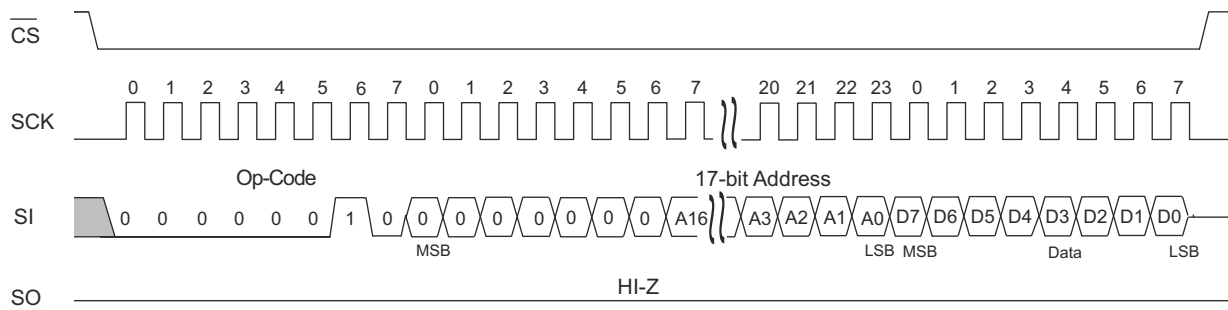 CS
0 1 2 3 4 5 6 7 0 1 2 3 4 5 6 7 20 21 22 23 0 1 2 3 4 5 6 7
SCK
Op-Code 17-bit Address
SI 0 0 0 0 0 0 1 0 0 0 0 0 0 0 0 A16 A3 A2 A1 A0 D7 D6 D5 D4 D3 D2 D1 D0
MSB LSB MSB Data LSB
HI-Z
SO